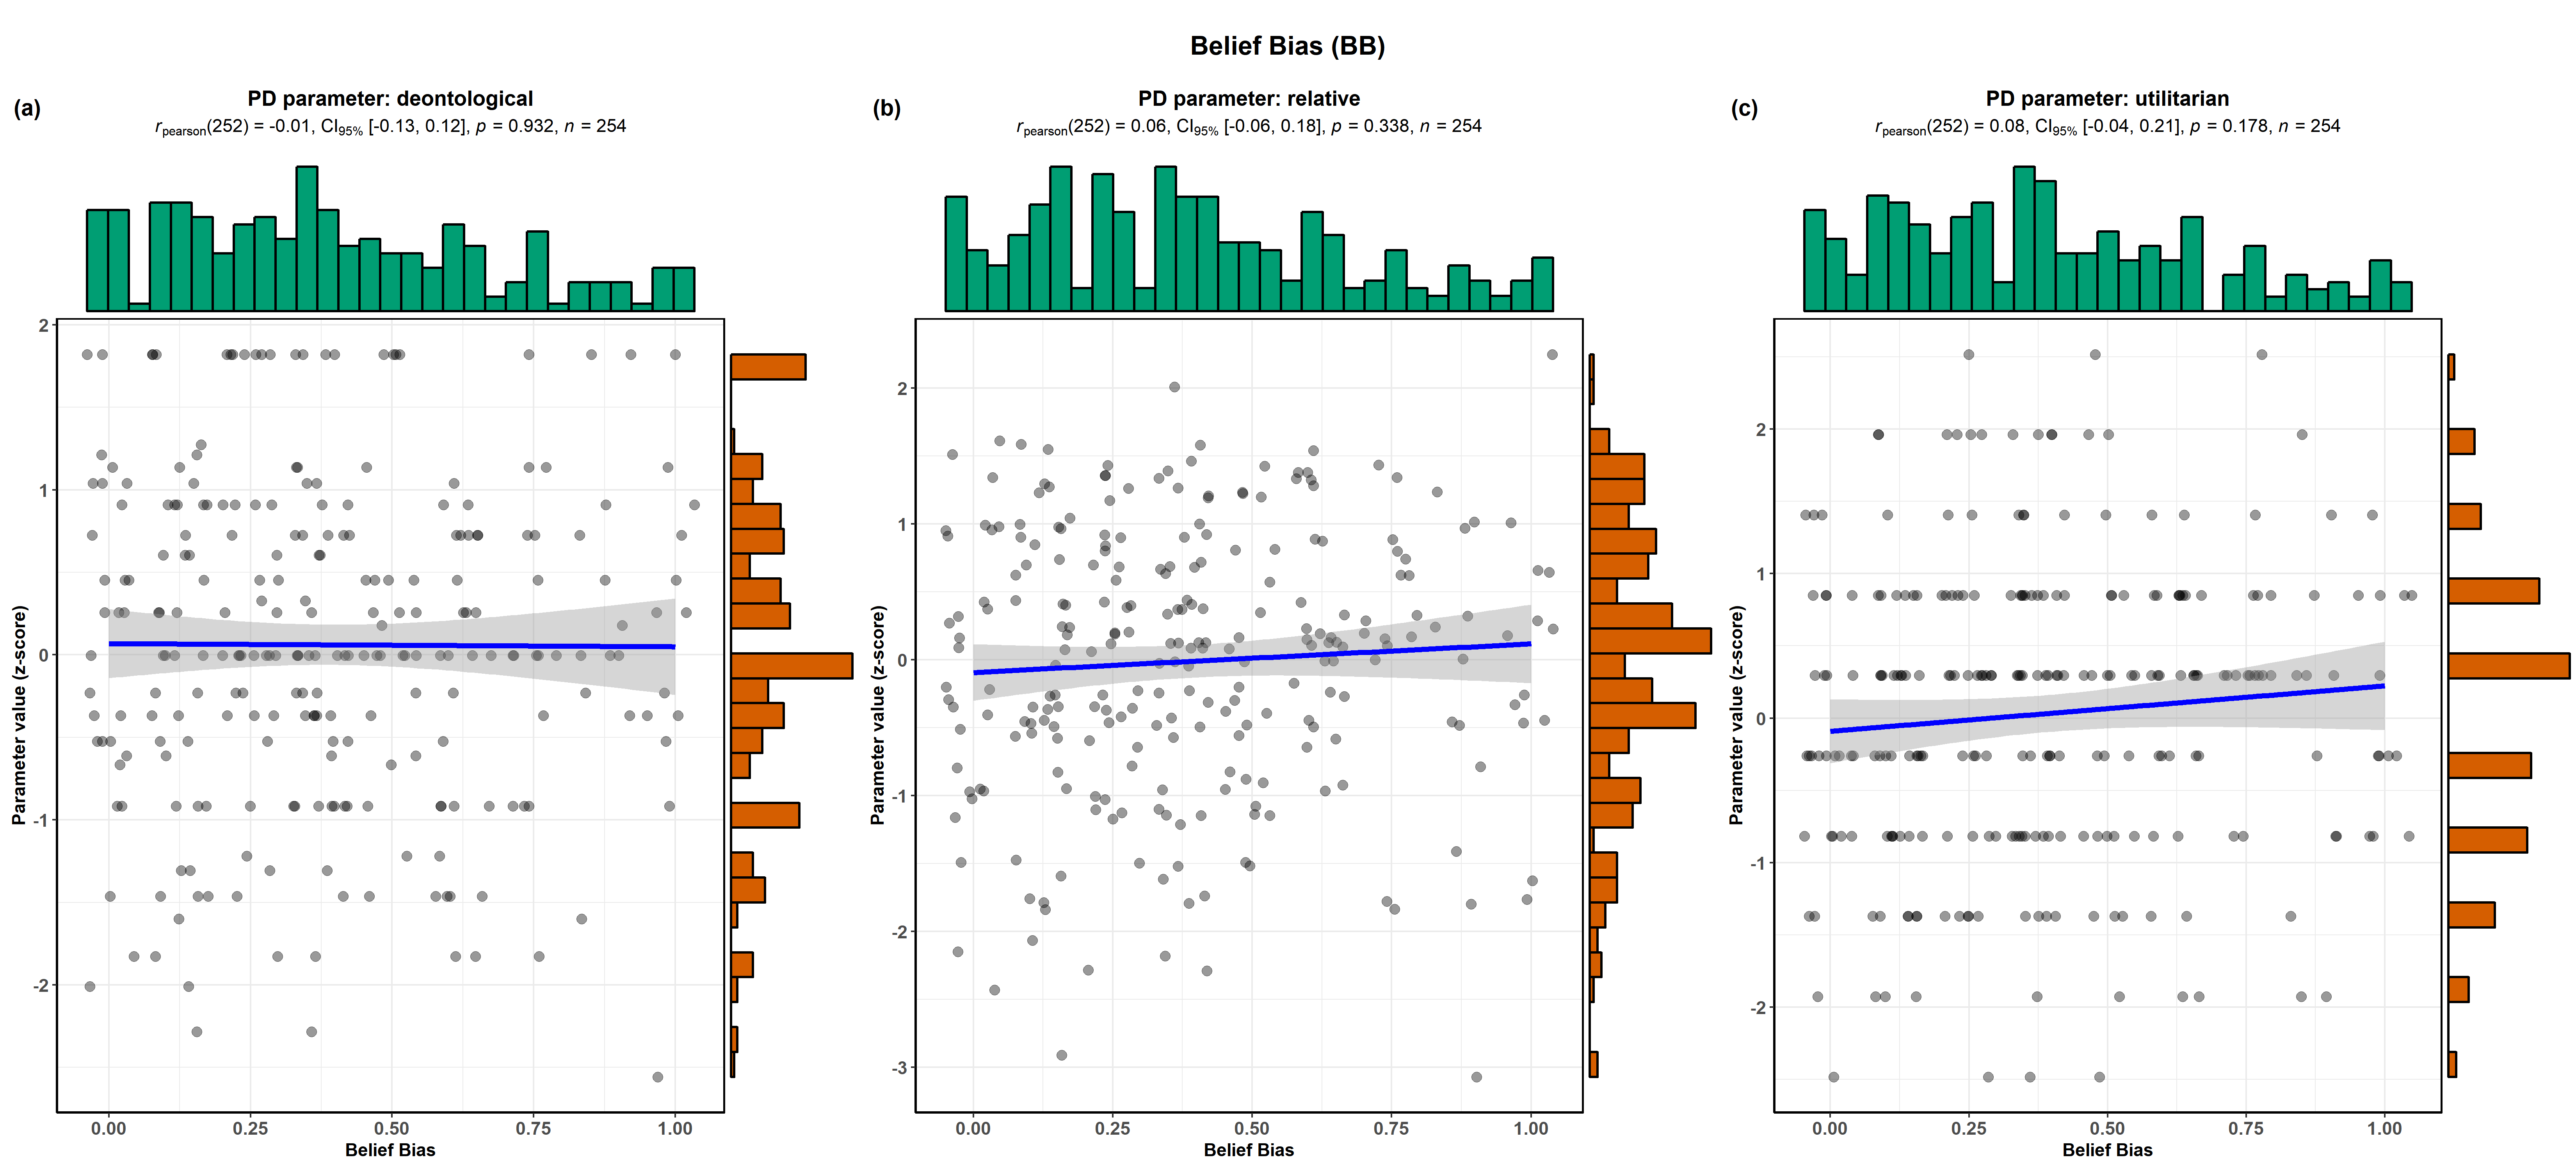 Belief Bias (BB)
(a)
PD parameter: deontological
rpearson(252) = -0.01, CI95% [-0.13, 0.12], p = 0.932, n = 254
2
1
0
-1
-2
Parameter value (z-score)
0.00 0.25 0.50 0.75 1.00
Belief Bias
(b)
PD parameter: relative
rpearson(252) = 0.06, CI95% [-0.06, 0.18], p = 0.338, n = 254
2
1
0
-1
-2
-3
Parameter value (z-score)
0.00 0.25 0.50 0.75 1.00
Belief Bias
(c)
PD parameter: utilitarian
rpearson(252) = 0.08, CI95% [-0.04, 0.21], p = 0.178, n = 254
2
1
0
-1
-2
Parameter value (z-score)
0.00 0.25 0.50 0.75 1.00
Belief Bias